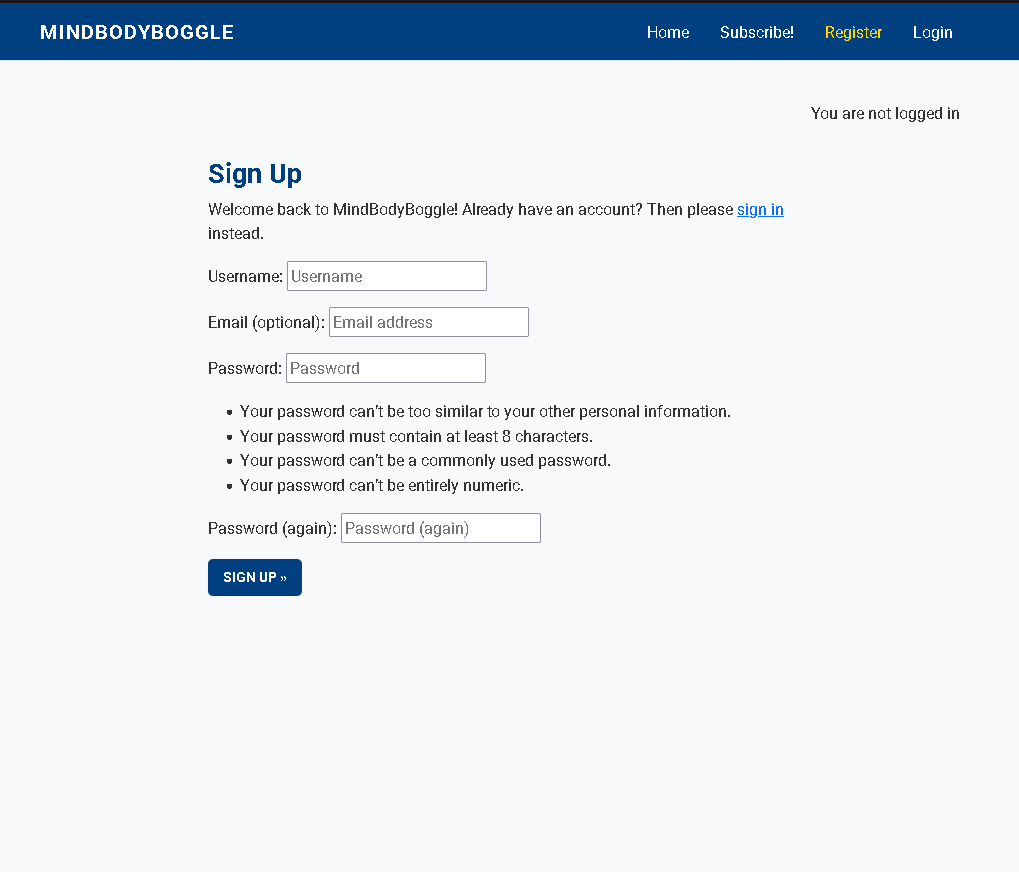 MINDBODYBOGGLE
Home
Subscribe!
Register
Login
You are not logged in
Sign Up
Welcome back to MindBodyBoggle! Already have an account? Then please sign in
instead.
Username: Username
Email (optional): Email address
Password: Password
Your password can't be too similar to your other personal information.
Your password must contain at least 8 characters.
Your password can't be a commonly used password.
Your password can't be entirely numeric.
Password (again): Password (again)
SIGN UP »